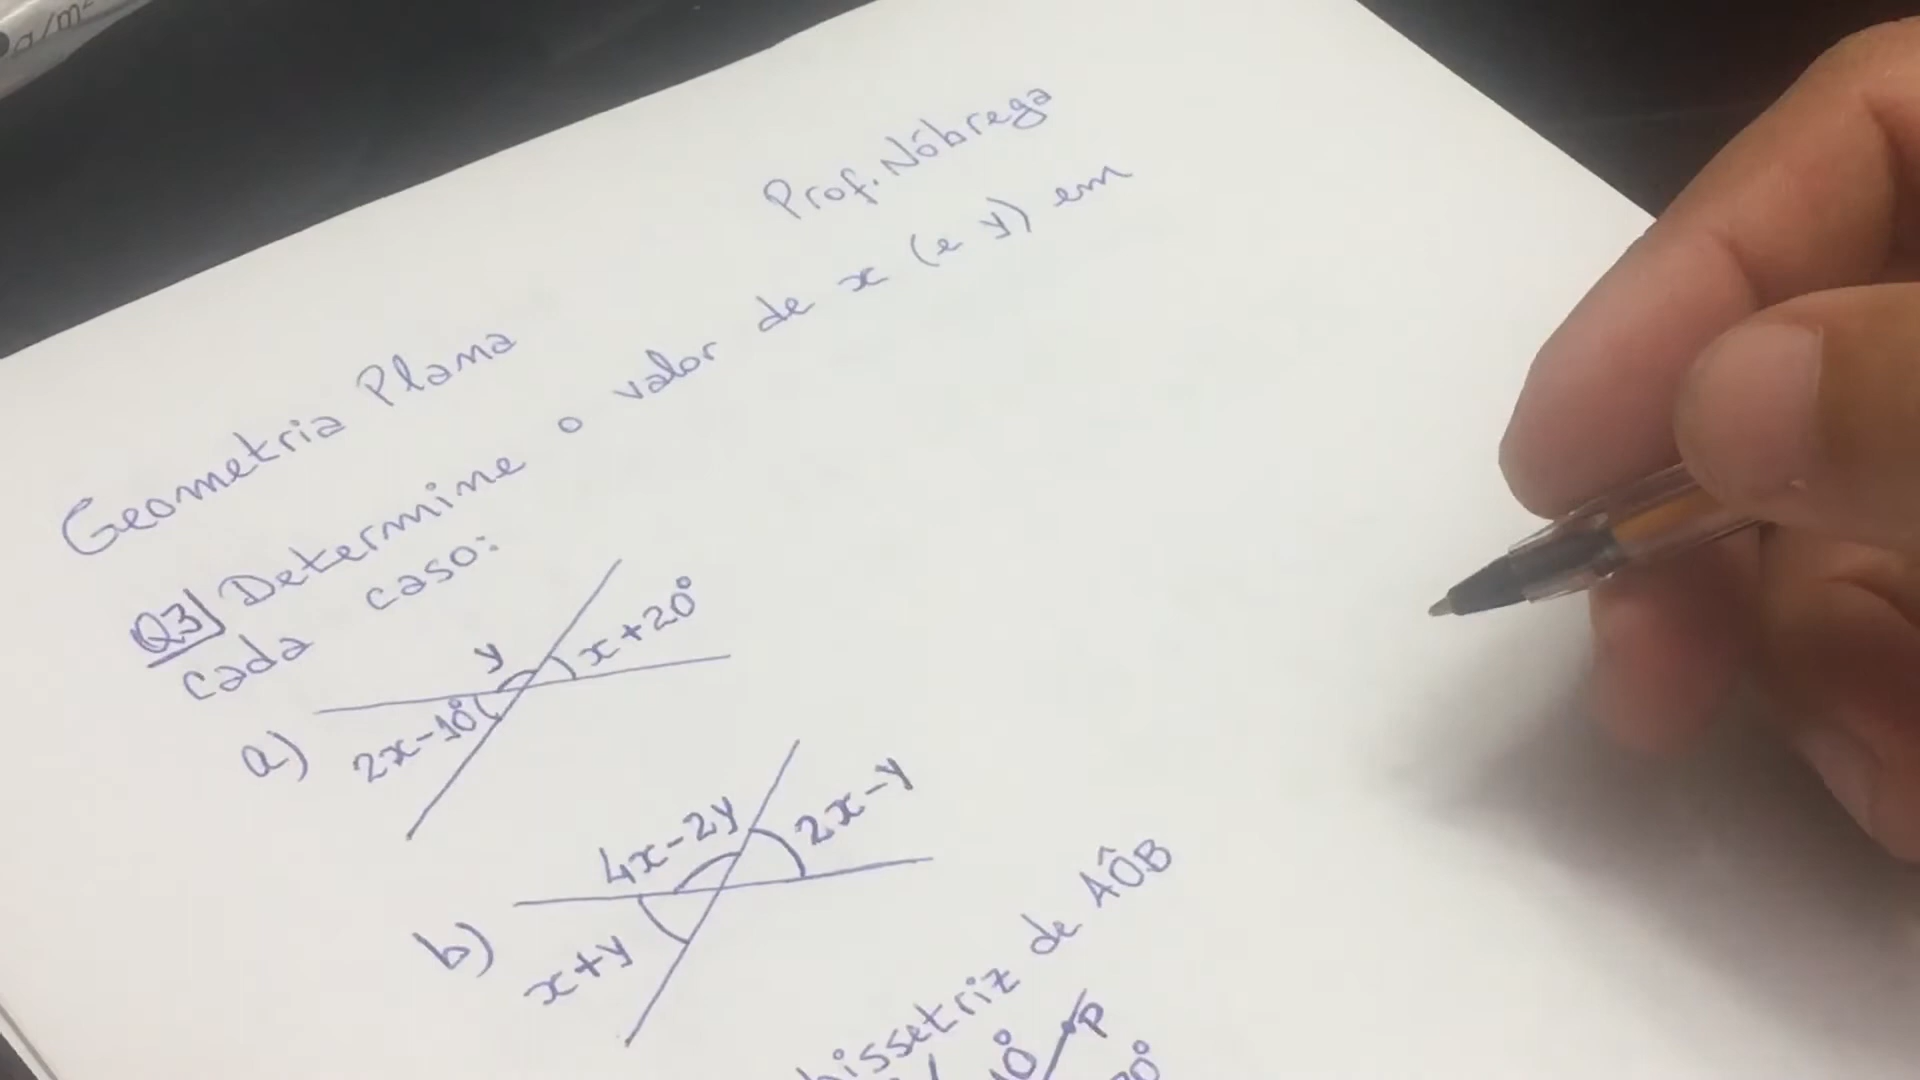 a/m²
Geometria Plana
Prof. Nóbrega
Q3) Determine o valor de x (e y) em
cada caso:
a)
y
x+20°
2x-10°
b)
4x-2y
2x-y
x+y
bissetriz de AÔB
P